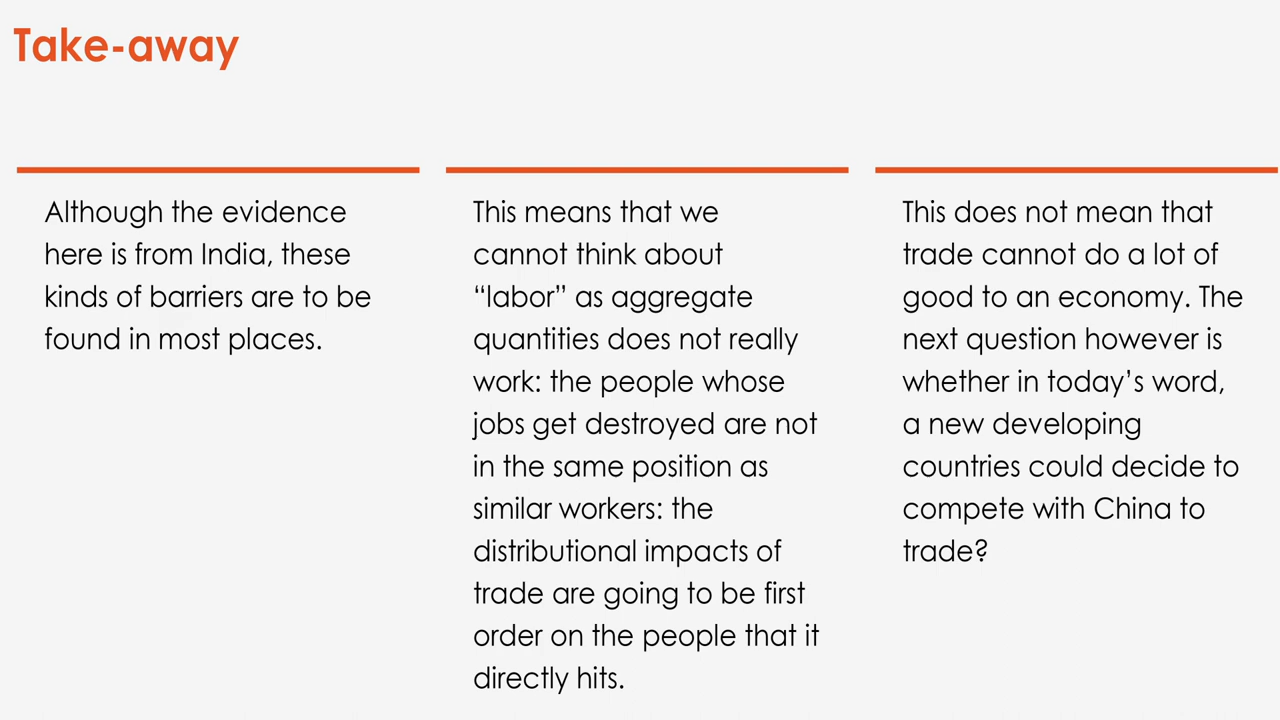 Take-away
Although the evidence
here is from India, these
kinds of barriers are to be
found in most places.
This means that we
cannot think about
“labor” as aggregate
quantities does not really
work: the people whose
jobs get destroyed are not
in the same position as
similar workers: the
distributional impacts of
trade are going to be first
order on the people that it
directly hits.
This does not mean that
trade cannot do a lot of
good to an economy. The
next question however is
whether in today’s word,
a new developing
countries could decide to
compete with China to
trade?